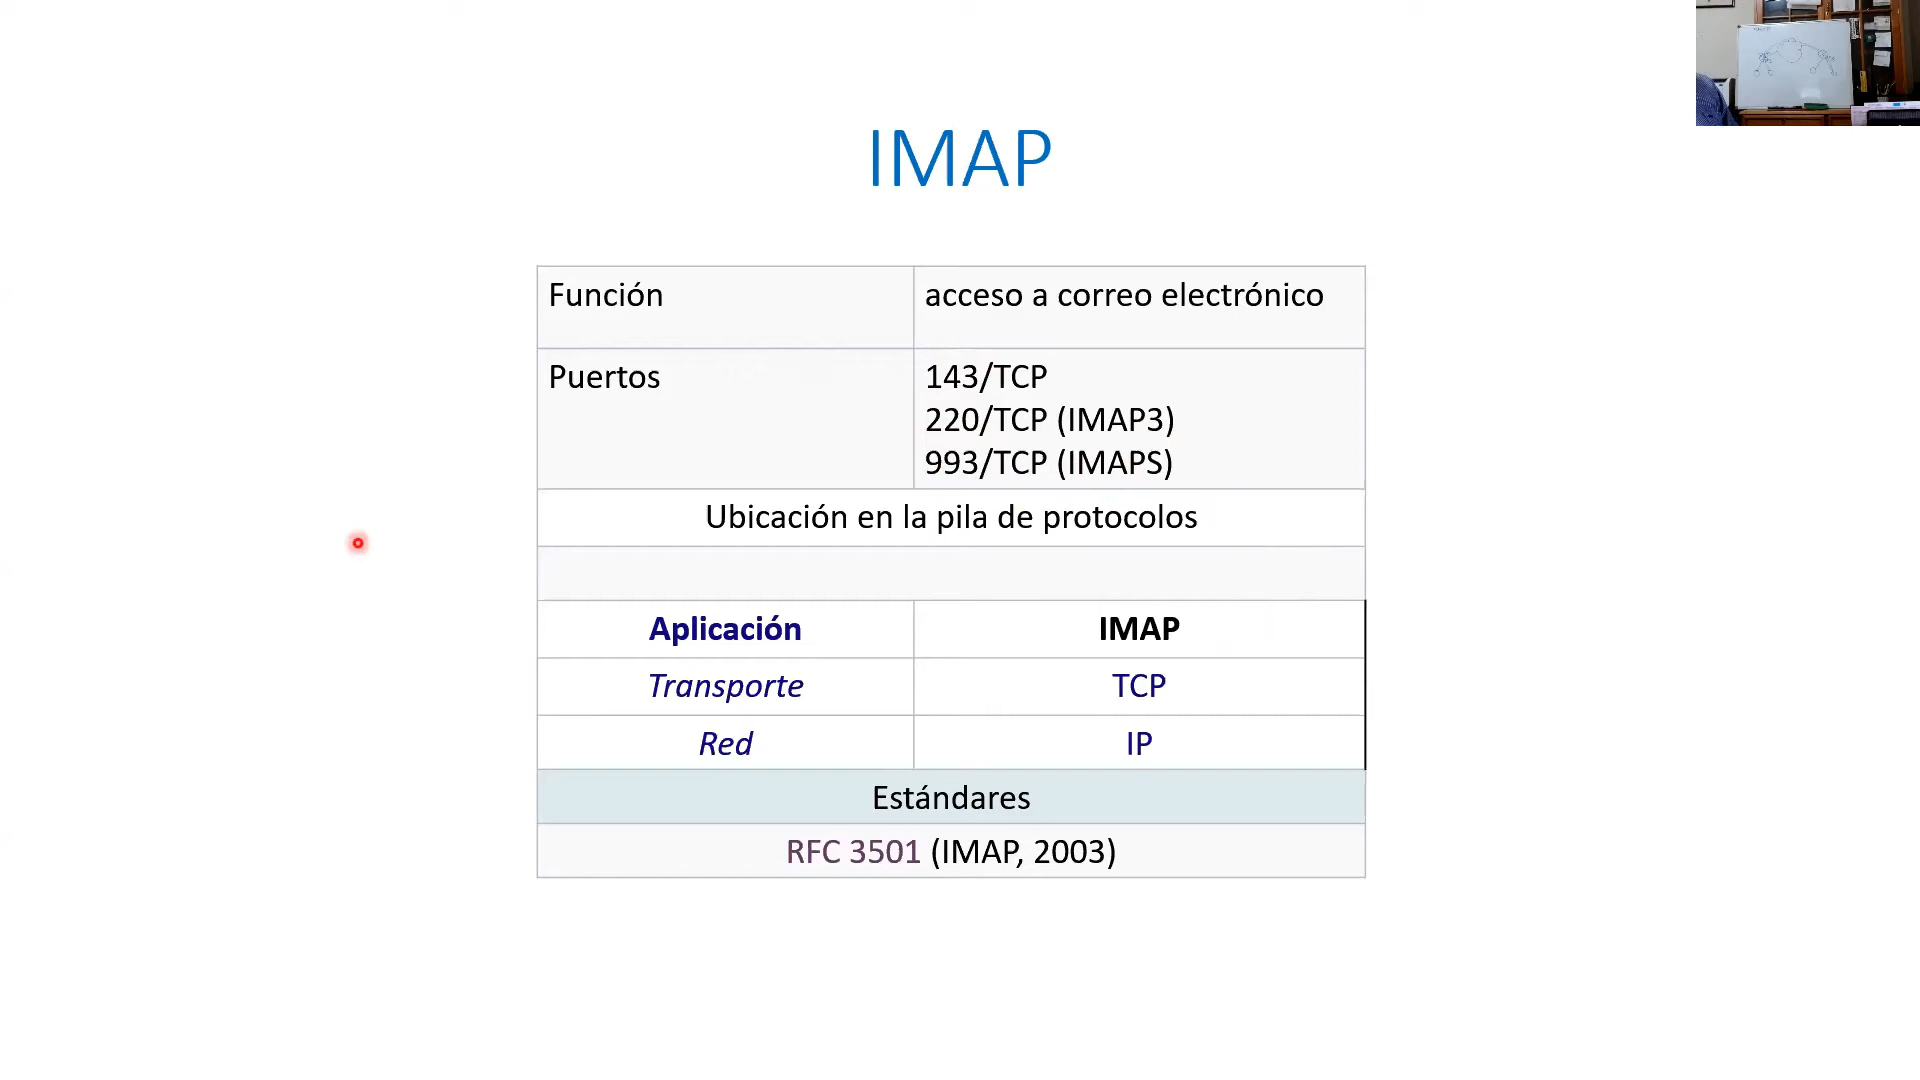 IMAP
Función
acceso a correo electrónico
Puertos
143/TCP
220/TCP (IMAP3)
993/TCP (IMAPS)
Ubicación en la pila de protocolos
Aplicación
IMAP
Transporte
TCP
Red
IP
Estándares
RFC 3501 (IMAP, 2003)